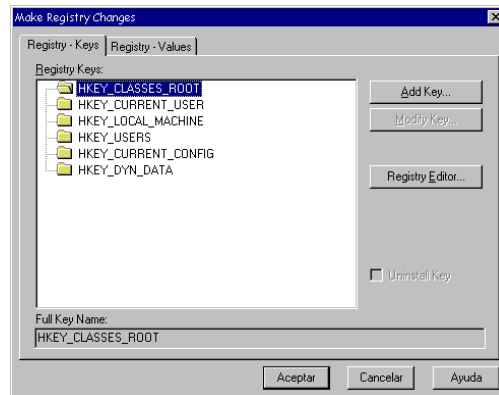 Make Registry Changes
Registry - Keys
Registry - Values
Registry Keys:
HKEY_CLASSES_ROOT
HKEY_CURRENT_USER
HKEY_LOCAL_MACHINE
HKEY_USERS
HKEY_CURRENT_CONFIG
HKEY_DYN_DATA
Add Key...
Modify Key...
Registry Editor...
Uninstall Key
Full Key Name:
HKEY_CLASSES_ROOT
Aceptar
Cancelar
Ayuda